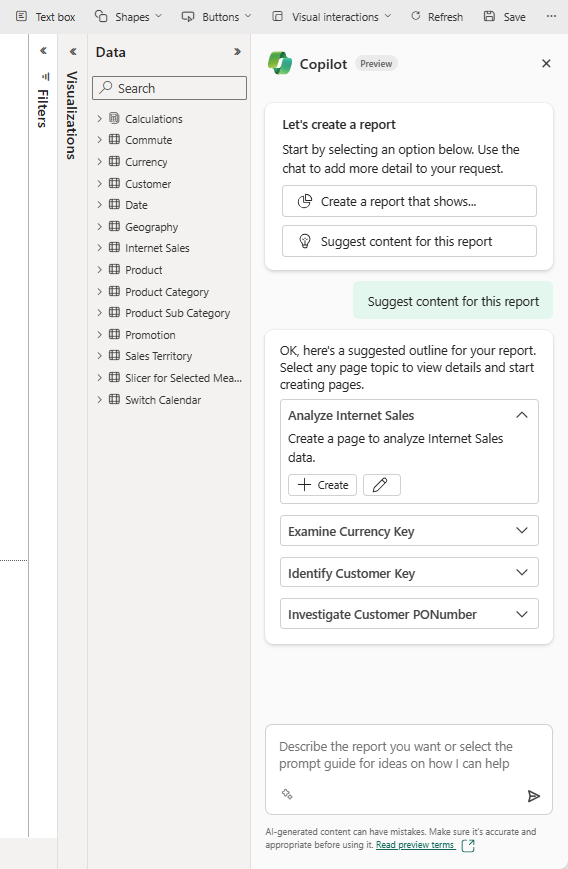 Text box
Shapes
Buttons
Visual interactions
Refresh
Save
...
Filters
Visualizations
Data
Search
Calculations
Commute
Currency
Customer
Date
Geography
Internet Sales
Product
Product Category
Product Sub Category
Promotion
Sales Territory
Slicer for Selected Mea...
Switch Calendar
Copilot
Preview
Let's create a report
Start by selecting an option below. Use the
chat to add more detail to your request.
Create a report that shows...
Suggest content for this report
Suggest content for this report
OK, here's a suggested outline for your report.
Select any page topic to view details and start
creating pages.
Analyze Internet Sales
Create a page to analyze Internet Sales
data.
Create
Examine Currency Key
Identify Customer Key
Investigate Customer PONumber
Describe the report you want or select the
prompt guide for ideas on how I can help
AI-generated content can have mistakes. Make sure it's accurate and
appropriate before using it. Read preview terms